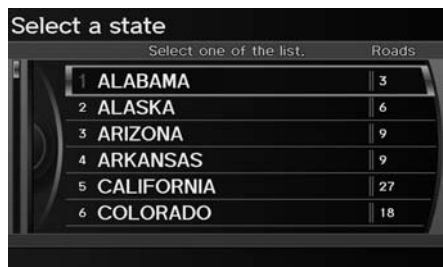 Select a state
Select one of the list. Roads
1 ALABAMA 3
2 ALASKA 6
3 ARIZONA 9
4 ARKANSAS 9
5 CALIFORNIA 27
6 COLORADO 18